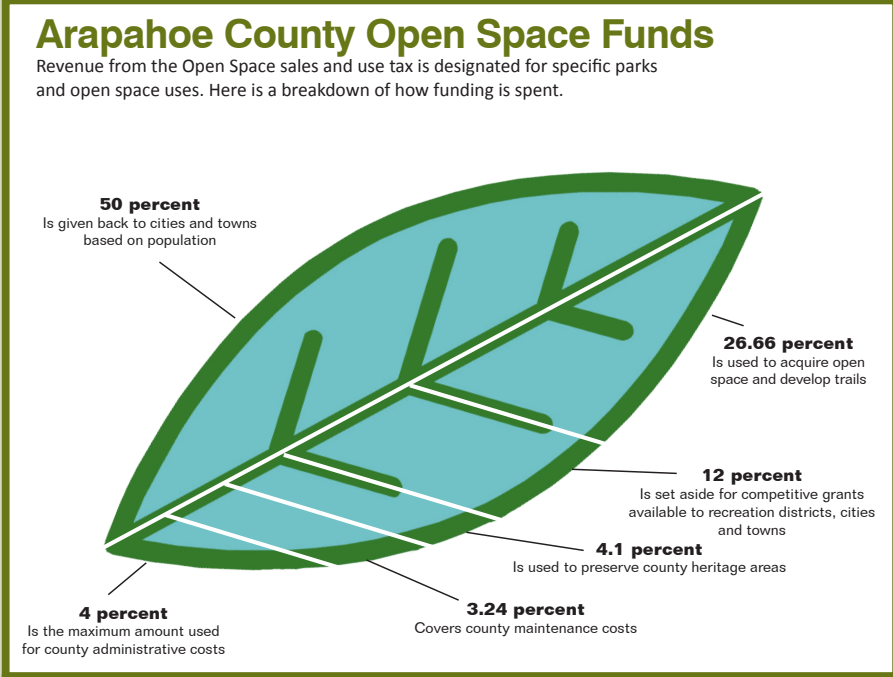 Arapahoe County Open Space Funds
Revenue from the Open Space sales and use tax is designated for specific parks
and open space uses. Here is a breakdown of how funding is spent.
50 percent
Is given back to cities and towns
based on population
26.66 percent
Is used to acquire open
space and develop trails
12 percent
Is set aside for competitive grants
available to recreation districts, cities
and towns
4.1 percent
Is used to preserve county heritage areas
3.24 percent
Covers county maintenance costs
4 percent
Is the maximum amount used
for county administrative costs